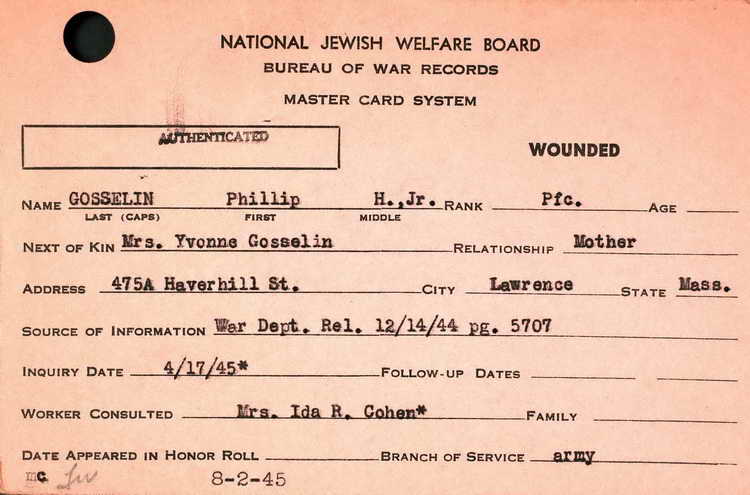 NATIONAL JEWISH WELFARE BOARD
BUREAU OF WAR RECORDS
MASTER CARD SYSTEM
AUTHENTICATED
WOUNDED
NAME GOSSELIN Phillip H.,Jr. RANK Pfc. AGE
LAST (CAPS) FIRST MIDDLE
NEXT OF KIN Mrs. Yvonne Gosselin RELATIONSHIP Mother
ADDRESS 475A Haverhill St. CITY Lawrence STATE Mass.
SOURCE OF INFORMATION War Dept. Rel. 12/14/44 pg. 5707
INQUIRY DATE 4/17/45* FOLLOW-UP DATES
WORKER CONSULTED Mrs. Ida R. Cohen* FAMILY
DATE APPEARED IN HONOR ROLL BRANCH OF SERVICE army
mc 8-2-45